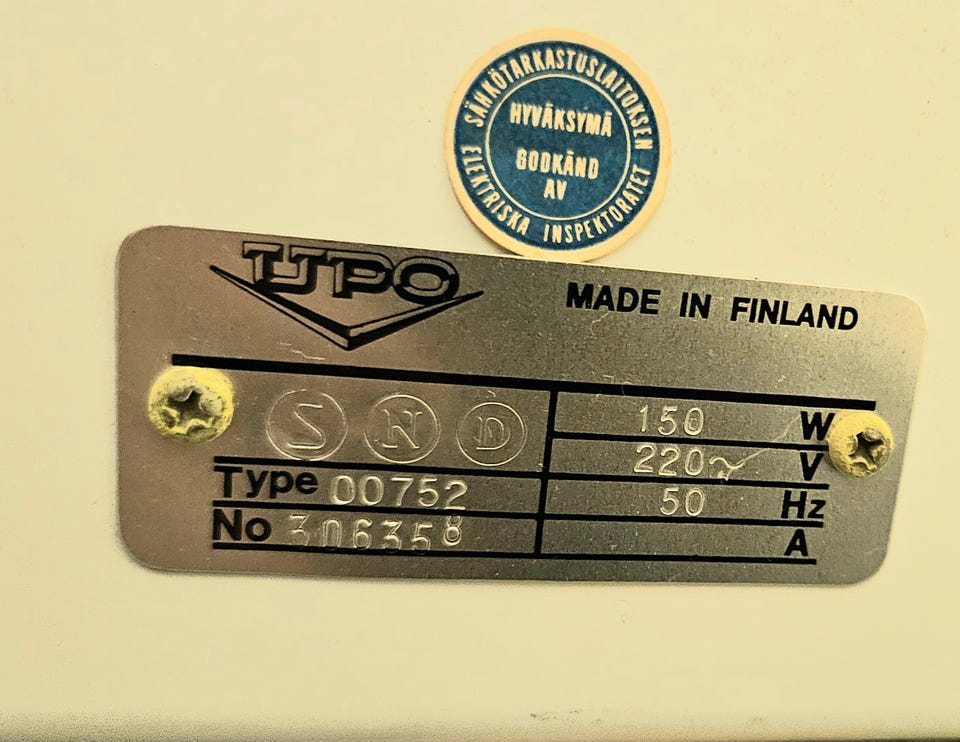 SÄHKÖTARKASTUSLAITOKSEN
HYVÄKSYMÄ
GODKÄND
AV
ELEKTRISKA INSPEKTORATET
UPO
MADE IN FINLAND
S N D
150 W
220~ V
50 Hz
A
Type 00752
No 306358